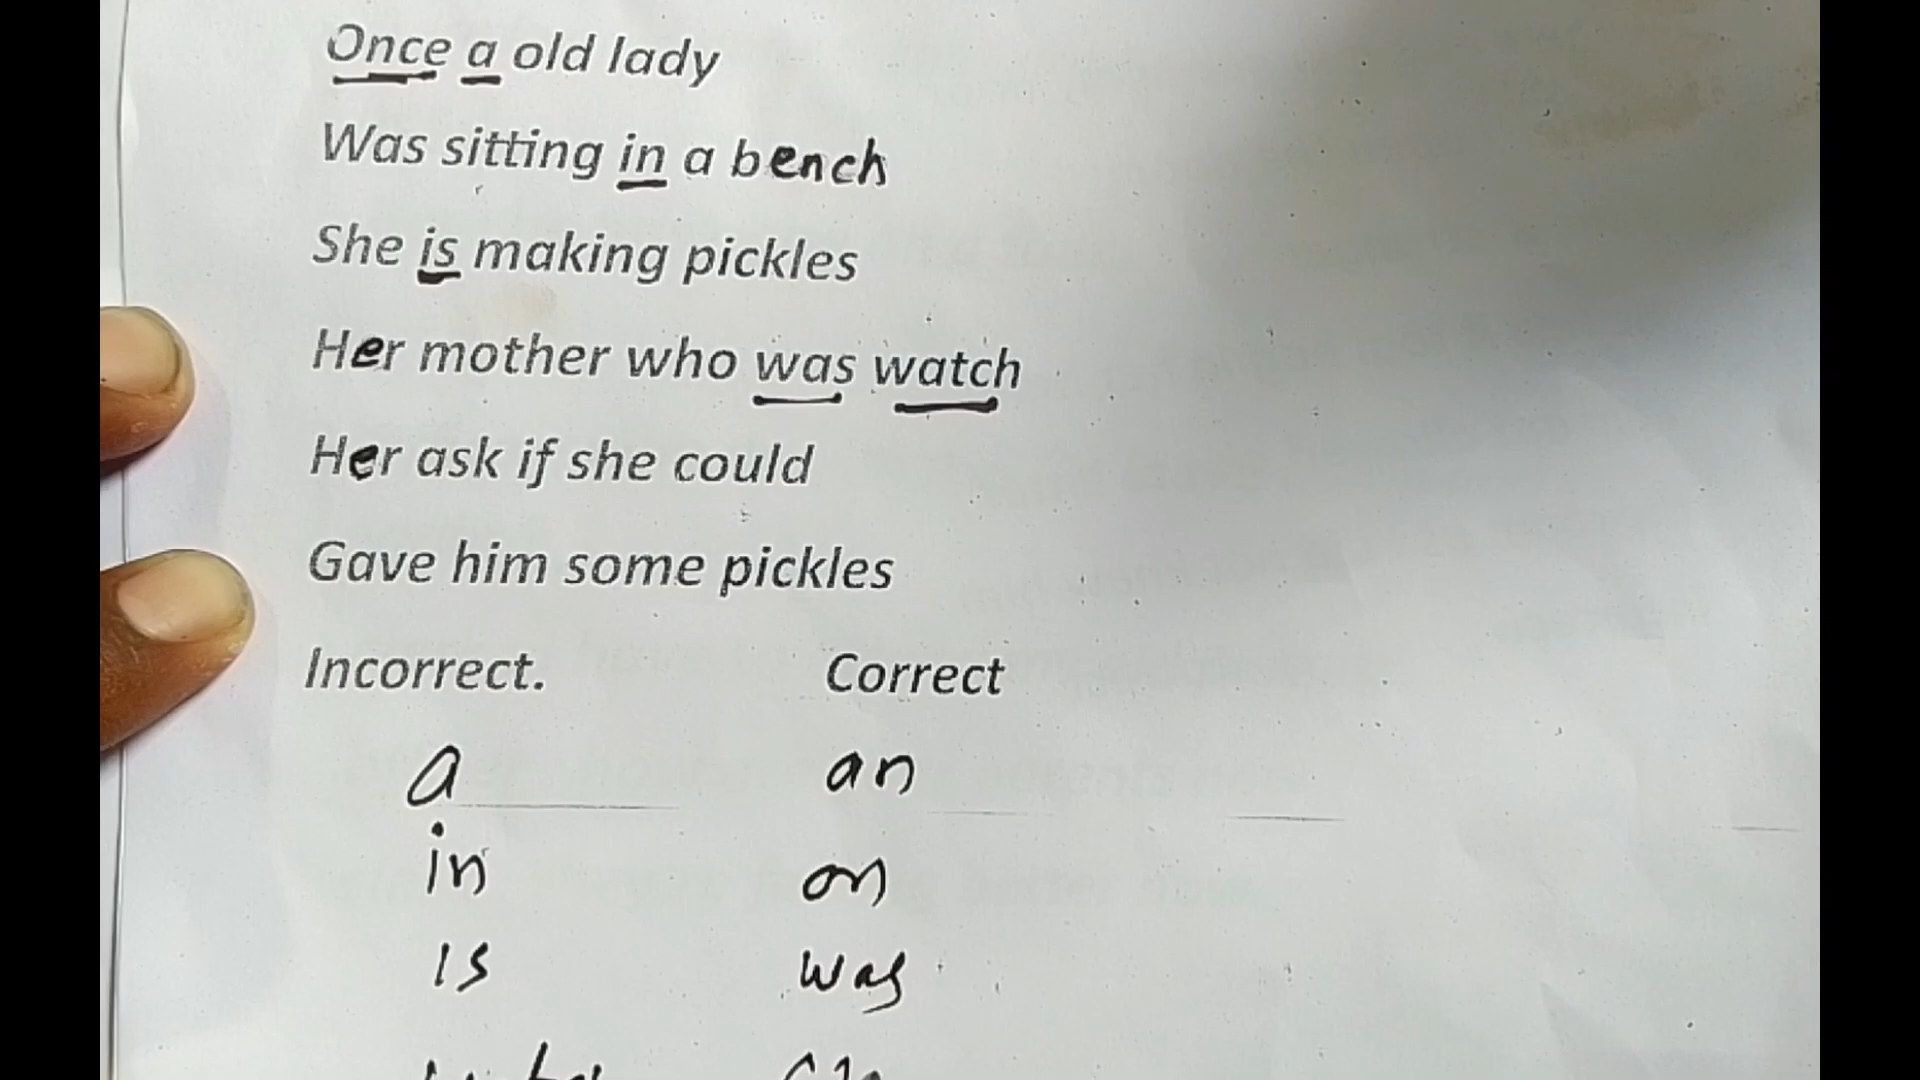 Once a old lady
Was sitting in a bench
She is making pickles
Her mother who was watch
Her ask if she could
Gave him some pickles
Incorrect. Correct
a an
in on
is was